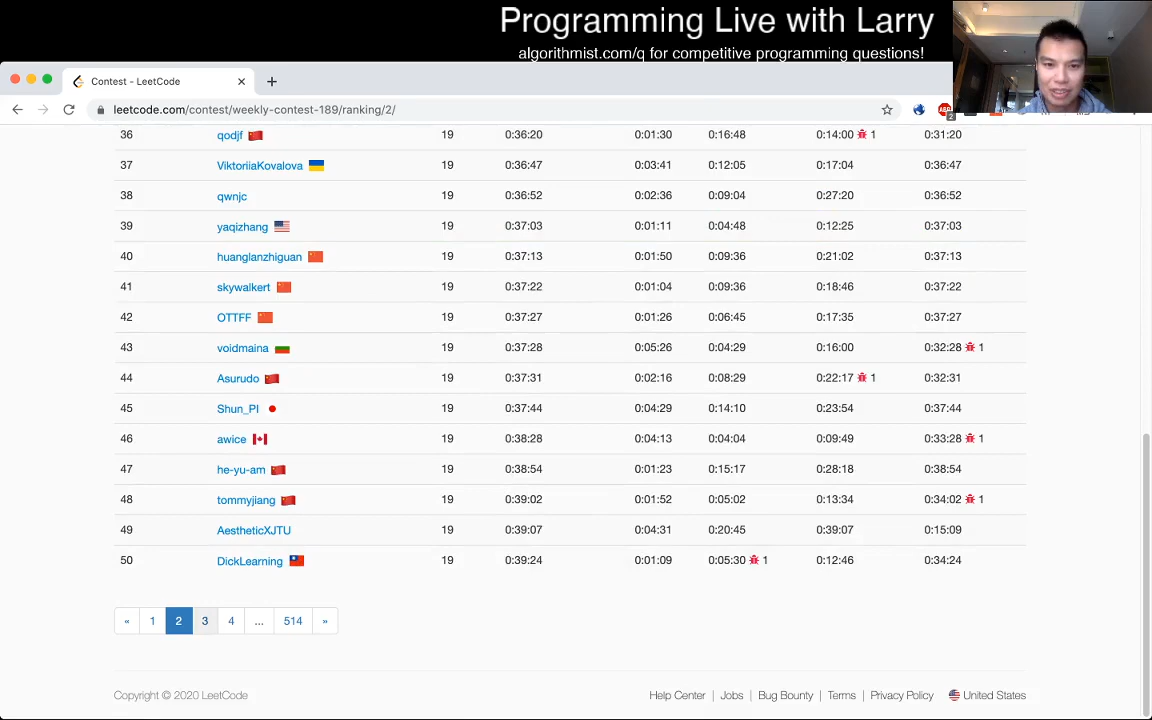 Programming Live with Larry
algorithmist.com/q for competitive programming questions!
Contest - LeetCode
leetcode.com/contest/weekly-contest-189/ranking/2/
36 qodjf 19 0:36:20 0:01:30 0:16:48 0:14:00 1 0:31:20
37 ViktoriiaKovalova 19 0:36:47 0:03:41 0:12:05 0:17:04 0:36:47
38 qwnjc 19 0:36:52 0:02:36 0:09:04 0:27:20 0:36:52
39 yaqizhang 19 0:37:03 0:01:11 0:04:48 0:12:25 0:37:03
40 huanglanzhiguan 19 0:37:13 0:01:50 0:09:36 0:21:02 0:37:13
41 skywalkert 19 0:37:22 0:01:04 0:09:36 0:18:46 0:37:22
42 OTTFF 19 0:37:27 0:01:26 0:06:45 0:17:35 0:37:27
43 voidmaina 19 0:37:28 0:05:26 0:04:29 0:16:00 0:32:28 1
44 Asurudo 19 0:37:31 0:02:16 0:08:29 0:22:17 1 0:32:31
45 Shun_PI 19 0:37:44 0:04:29 0:14:10 0:23:54 0:37:44
46 awice 19 0:38:28 0:04:13 0:04:04 0:09:49 0:33:28 1
47 he-yu-am 19 0:38:54 0:01:23 0:15:17 0:28:18 0:38:54
48 tommyjiang 19 0:39:02 0:01:52 0:05:02 0:13:34 0:34:02 1
49 AestheticXJTU 19 0:39:07 0:04:31 0:20:45 0:39:07 0:15:09
50 DickLearning 19 0:39:24 0:01:09 0:05:30 1 0:12:46 0:34:24
« 1 2 3 4 ... 514 »
Copyright © 2020 LeetCode
Help Center | Jobs | Bug Bounty | Terms | Privacy Policy United States